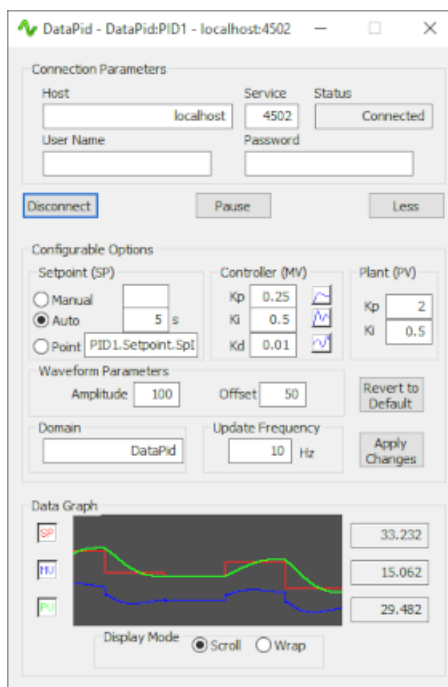 DataPid - DataPid:PID1 - localhost:4502
Connection Parameters
Host Service Status
localhost 4502 Connected
User Name Password
Disconnect Pause Less
Configurable Options
Setpoint (SP) Controller (MV) Plant (PV)
Manual Kp 0.25 Kp 2
Auto 5 s Ki 0.5 Ki 0.5
Point PID1.Setpoint.SpI Kd 0.01
Waveform Parameters
Amplitude 100 Offset 50 Revert to
Default
Domain Update Frequency
DataPid 10 Hz Apply
Changes
Data Graph
SP 33.232
MV 15.062
PV 29.482
Display Mode Scroll Wrap